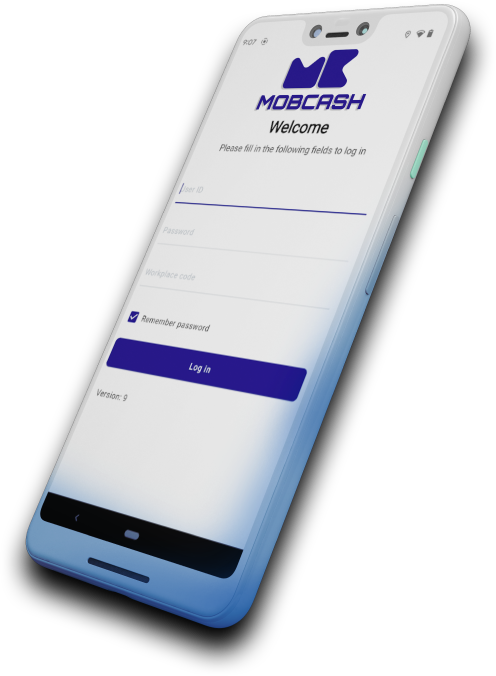 9:07
MOBCASH
Welcome
Please fill in the following fields to log in
User ID
Password
Workplace code
Remember password
Log in
Version: 9